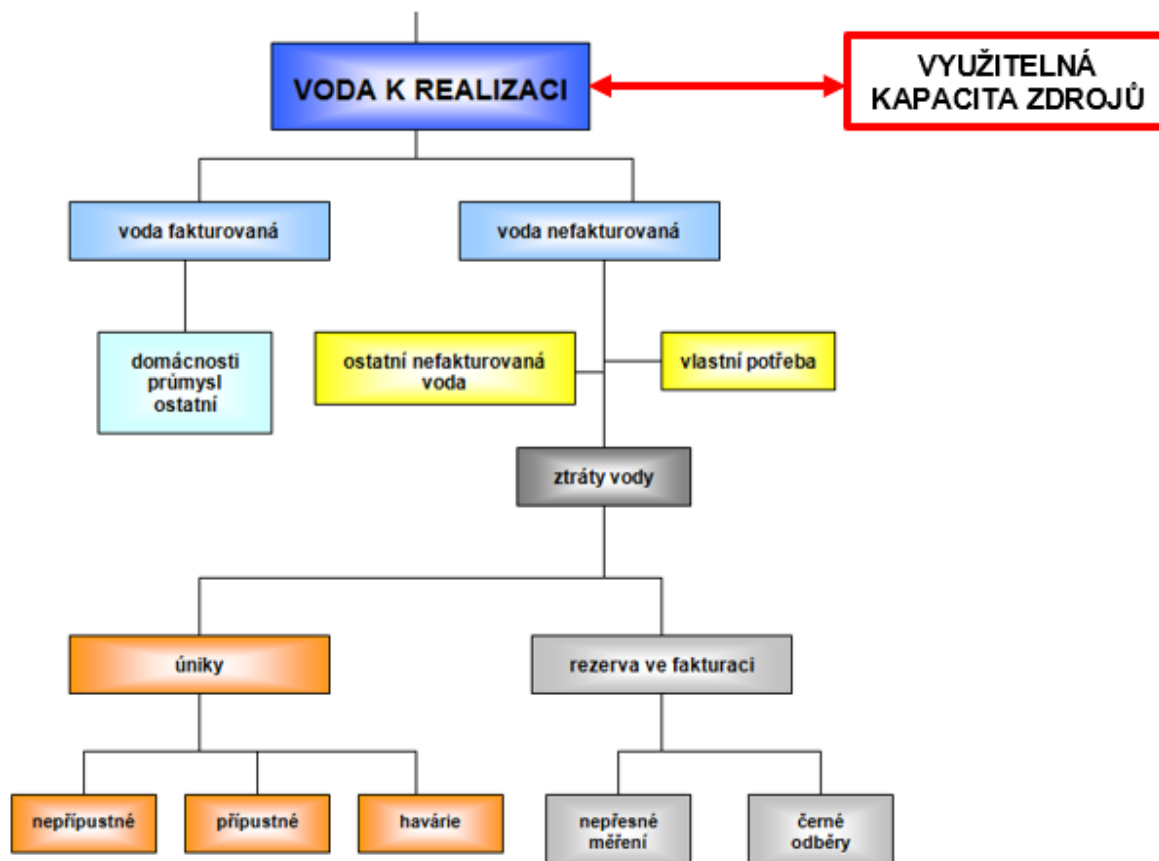 VODA K REALIZACI
VYUŽITELNÁ
KAPACITA ZDROJŮ
voda fakturovaná
voda nefakturovaná
domácnosti
průmysl
ostatní
ostatní nefakturovaná
voda
vlastní potřeba
ztráty vody
úniky
rezerva ve fakturaci
nepřípustné
přípustné
havárie
nepřesné
měření
černé
odběry